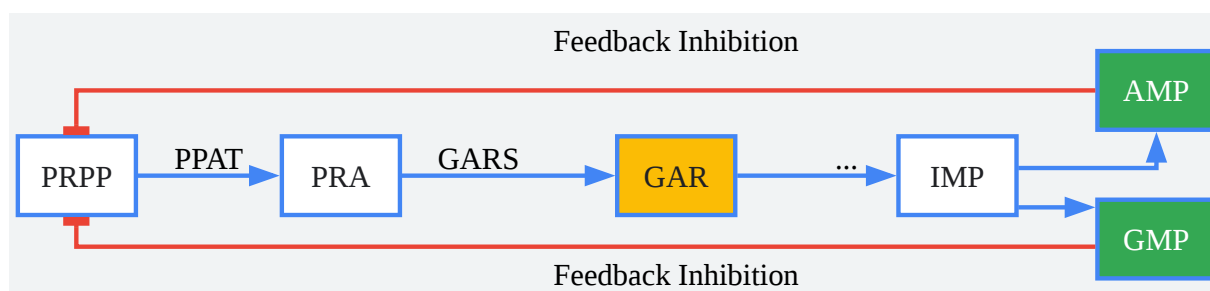 Feedback Inhibition
AMP
PRPP
PPAT
PRA
GARS
GAR
...
IMP
GMP
Feedback Inhibition